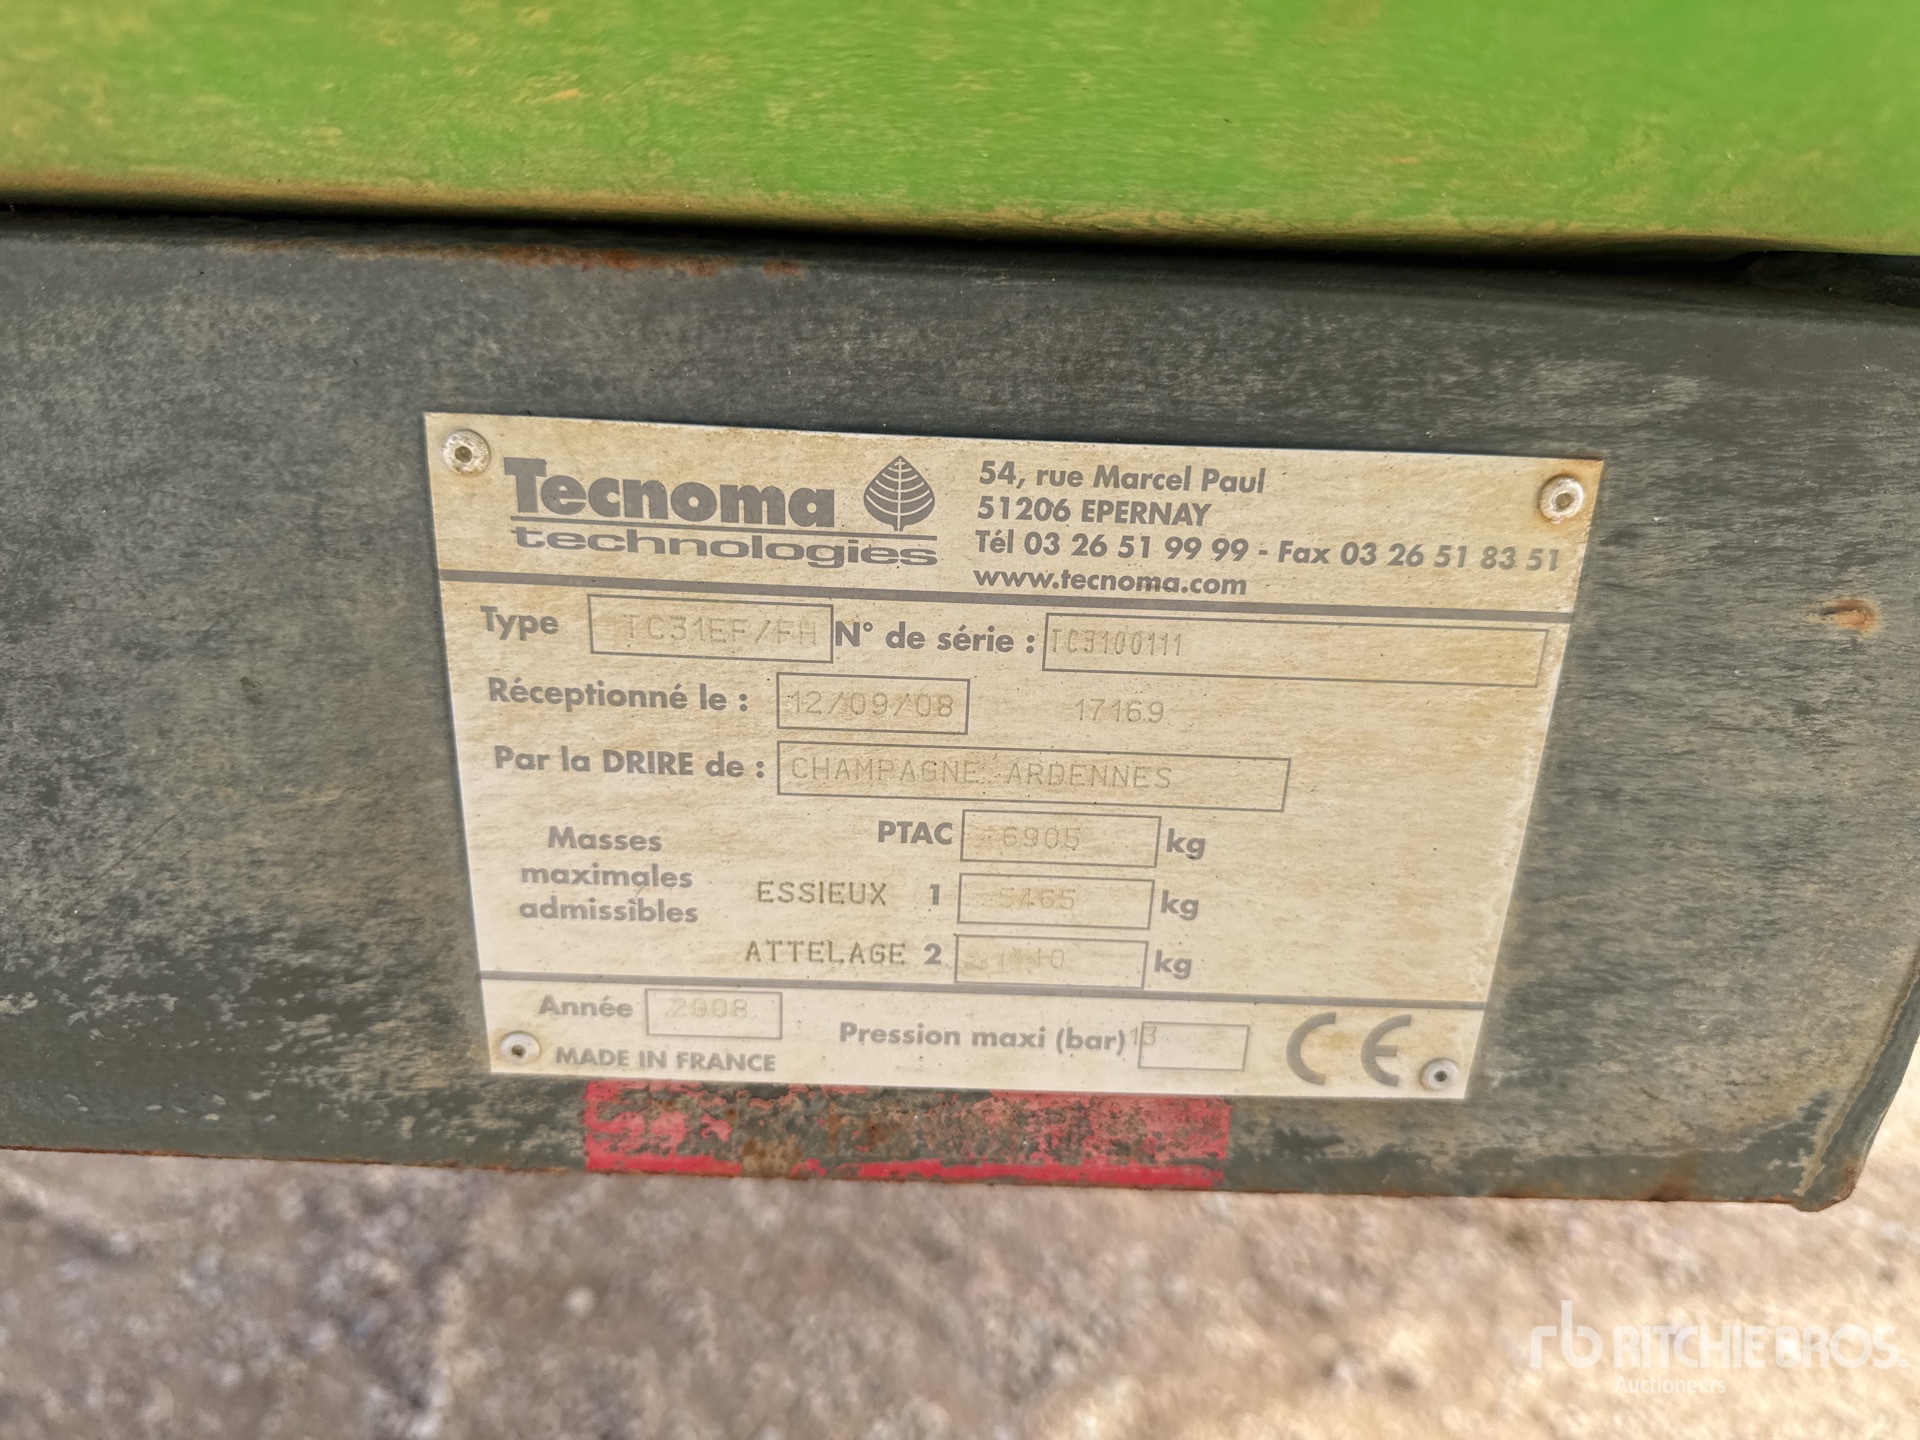 Tecnoma
technologies
54, rue Marcel Paul
51206 EPERNAY
Tél 03 26 51 99 99 - Fax 03 26 51 83 51
www.tecnoma.com
Type TC31EF/FH N° de série : TC3100111
Réceptionné le : 12/09/08 17169
Par la DRIRE de : CHAMPAGNE ARDENNES
Masses maximales admissibles
PTAC 6905 kg
ESSIEUX 1 5465 kg
ATTELAGE 2 kg
Année 2008
Pression maxi (bar) 13
CE
MADE IN FRANCE
rb RITCHIE BROS.
Auctioneers